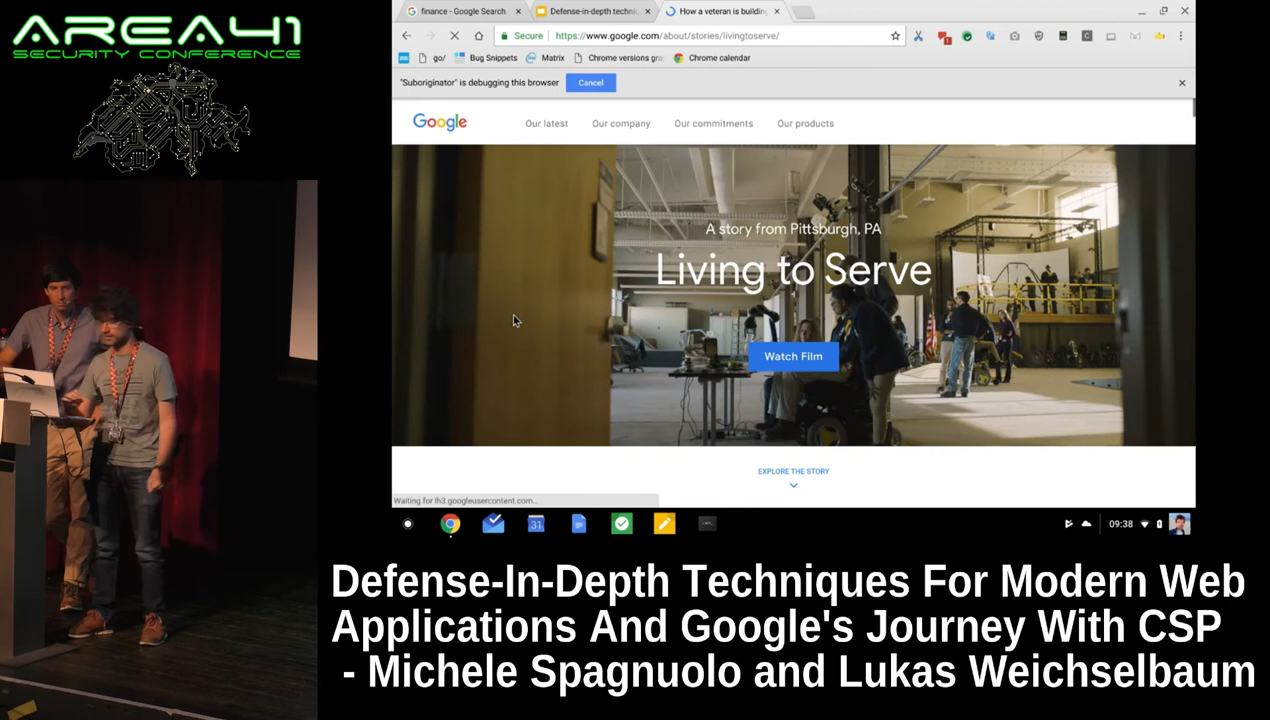 AREA41
SECURITY CONFERENCE
finance - Google Search
Defense-in-depth techniq
How a veteran is building
Secure
https://www.google.com/about/stories/livingtoserve/
go/
Bug Snippets
Matrix
Chrome versions gra
Chrome calendar
"Suboriginator" is debugging this browser
Cancel
Google
Our latest
Our company
Our commitments
Our products
A story from Pittsburgh, PA
Living to Serve
Watch Film
EXPLORE THE STORY
Waiting for lh3.googleusercontent.com...
31
09:38
Defense-In-Depth Techniques For Modern Web
Applications And Google's Journey With CSP
- Michele Spagnuolo and Lukas Weichselbaum